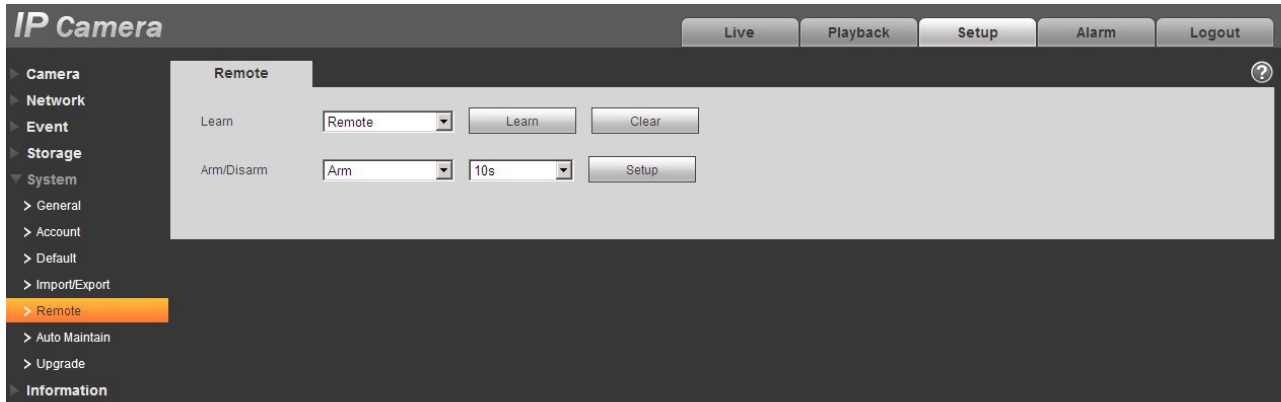 IP Camera
Live Playback Setup Alarm Logout
Camera
Network
Event
Storage
System
> General
> Account
> Default
> Import/Export
> Remote
> Auto Maintain
> Upgrade
Information
Remote
?
Learn Remote Learn Clear
Arm/Disarm Arm 10s Setup